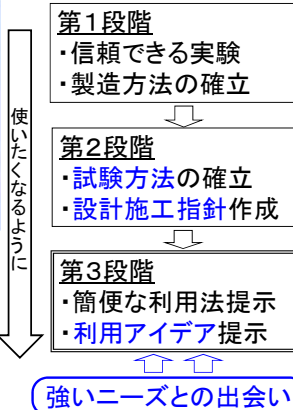 第1段階
・信頼できる実験
・製造方法の確立
使いたくなるように
第2段階
・試験方法の確立
・設計施工指針作成
第3段階
・簡便な利用法提示
・利用アイデア提示
強いニーズとの出会い